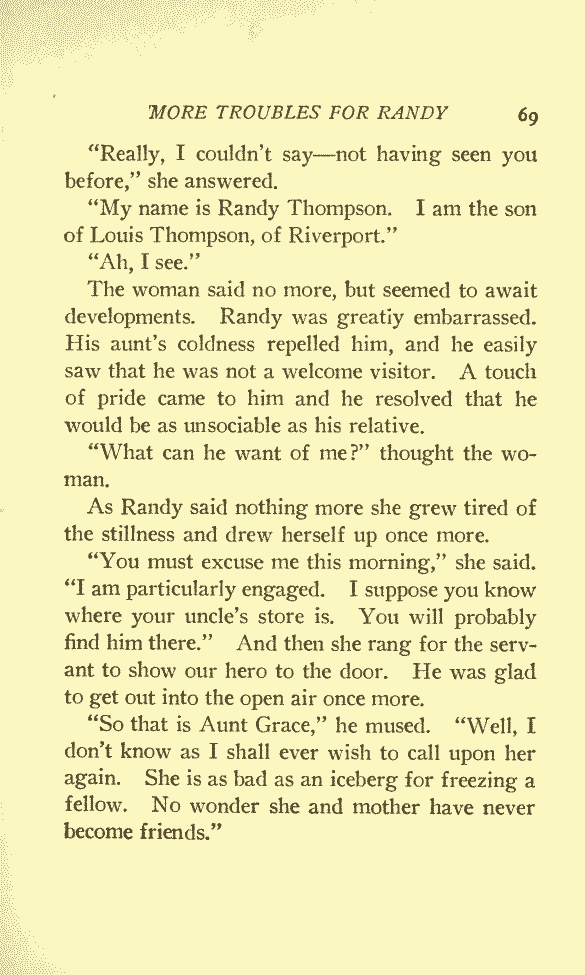 MORE TROUBLES FOR RANDY 69
“Really, I couldn’t say—not having seen you
before,” she answered.
“My name is Randy Thompson. I am the son
of Louis Thompson, of Riverport.”
“Ah, I see.”
The woman said no more, but seemed to await
developments. Randy was greatly embarrassed.
His aunt’s coldness repelled him, and he easily
saw that he was not a welcome visitor. A touch
of pride came to him and he resolved that he
would be as unsociable as his relative.
“What can he want of me?” thought the wo-
man.
As Randy said nothing more she grew tired of
the stillness and drew herself up once more.
“You must excuse me this morning,” she said.
“I am particularly engaged. I suppose you know
where your uncle’s store is. You will probably
find him there.” And then she rang for the serv-
ant to show our hero to the door. He was glad
to get out into the open air once more.
“So that is Aunt Grace,” he mused. “Well, I
don’t know as I shall ever wish to call upon her
again. She is as bad as an iceberg for freezing a
fellow. No wonder she and mother have never
become friends.”